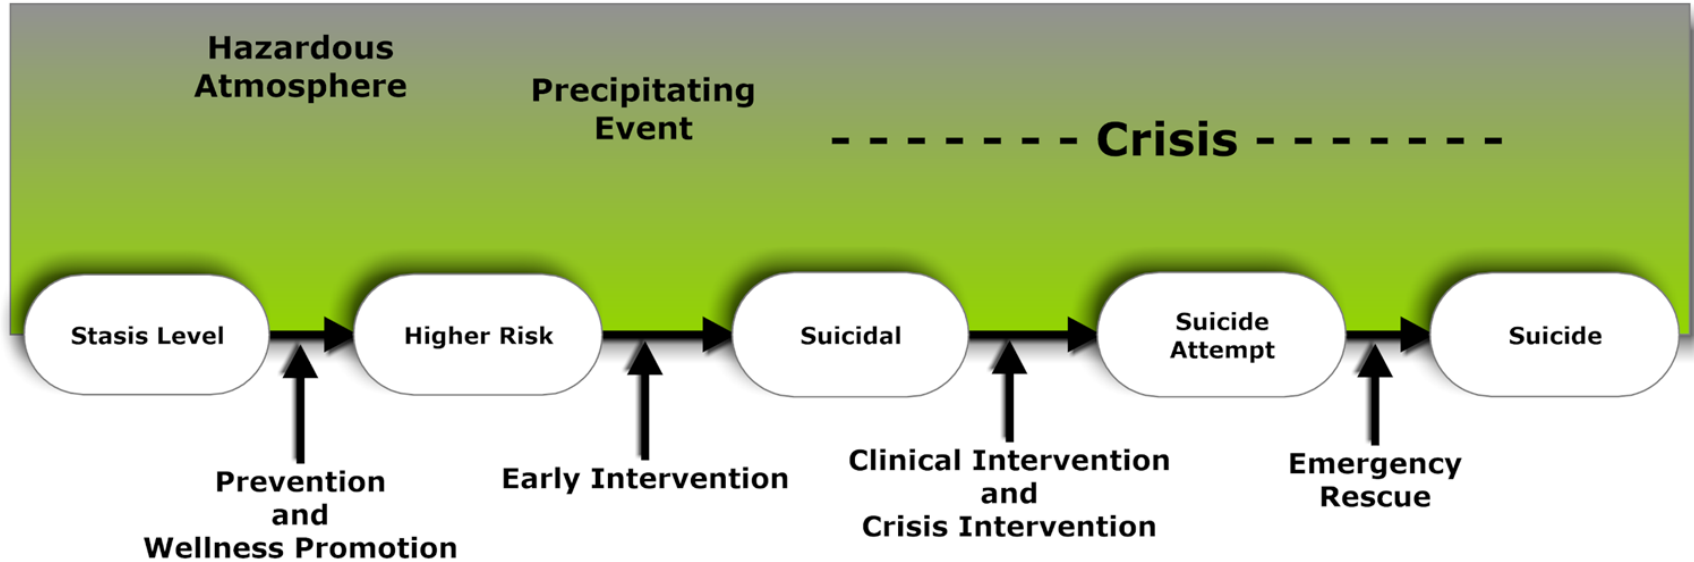 Hazardous
Atmosphere
Precipitating
Event
- - - - - - - Crisis - - - - - - -
Stasis Level
Higher Risk
Suicidal
Suicide
Attempt
Suicide
Prevention
and
Wellness Promotion
Early Intervention
Clinical Intervention
and
Crisis Intervention
Emergency
Rescue